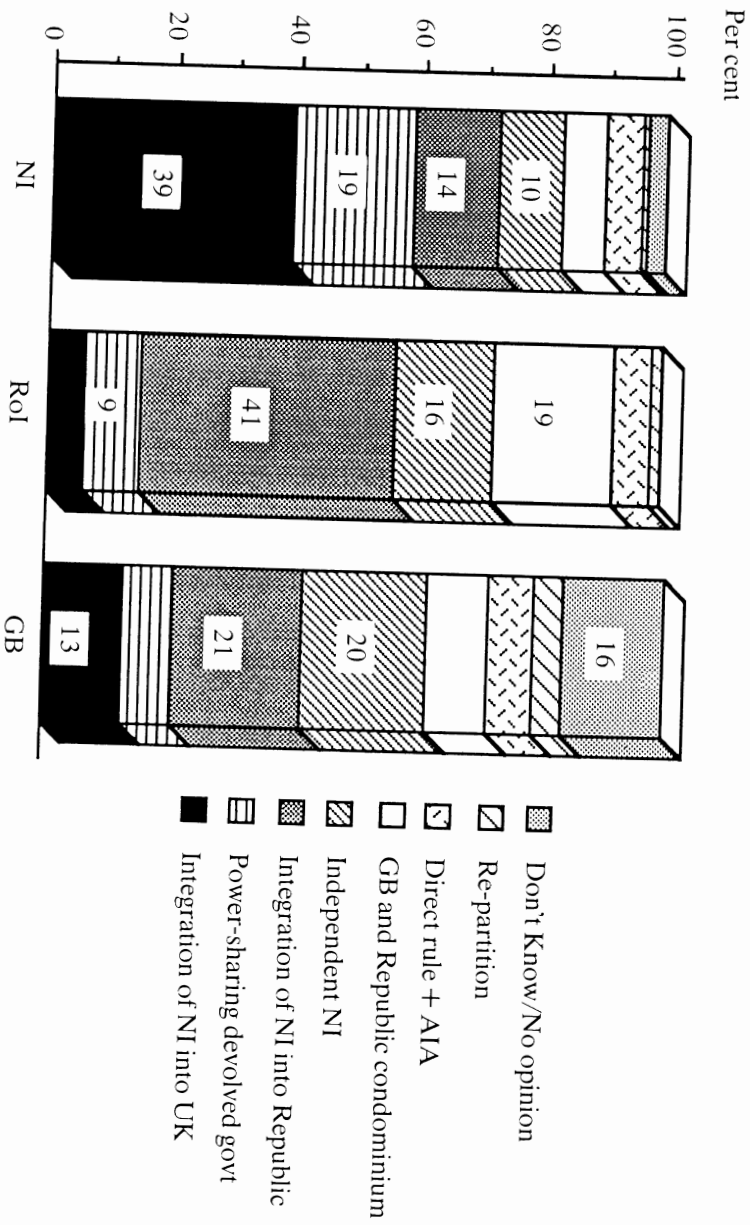 Per cent
100
80
60
40
20
0
39
19
14
10
NI
9
41
16
19
RoI
13
21
20
16
GB
Don't Know/No opinion
Re-partition
Direct rule + AIA
GB and Republic condominium
Independent NI
Integration of NI into Republic
Power-sharing devolved govt
Integration of NI into UK